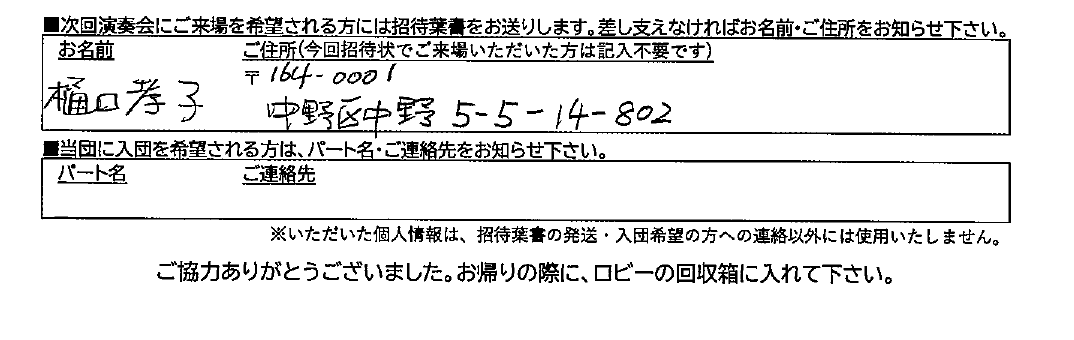 ■次回演奏会にご来場を希望される方には招待葉書をお送りします。差し支えなければお名前・ご住所をお知らせ下さい。
お名前 ご住所(今回招待状でご来場いただいた方は記入不要です)
〒164-0001
樋口孝子 中野区中野 5-5-14-802
■当団に入団を希望される方は、パート名・ご連絡先をお知らせ下さい。
パート名 ご連絡先
※いただいた個人情報は、招待葉書の発送・入団希望の方への連絡以外には使用いたしません。
ご協力ありがとうございました。お帰りの際に、ロビーの回収箱に入れて下さい。